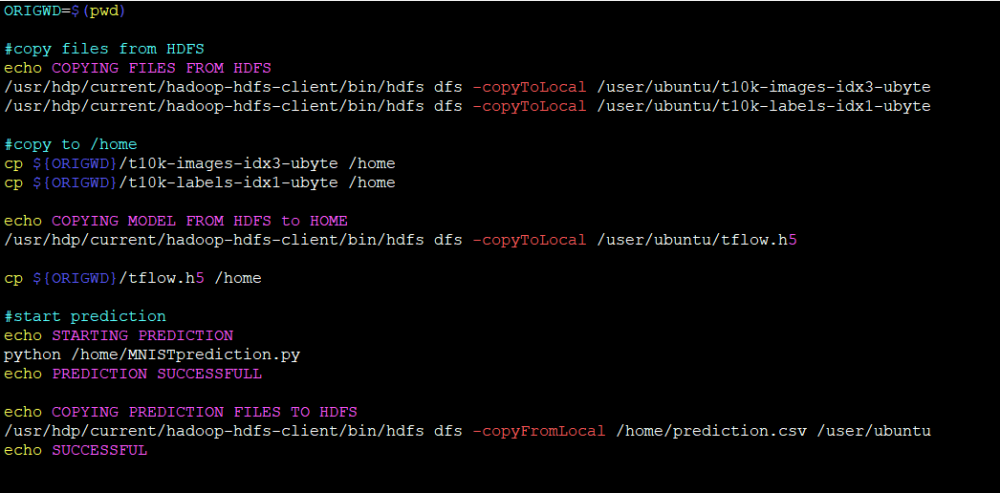 ORIGWD=$(pwd)
#copy files from HDFS
echo COPYING FILES FROM HDFS
/usr/hdp/current/hadoop-hdfs-client/bin/hdfs dfs -copyToLocal /user/ubuntu/t10k-images-idx3-ubyte
/usr/hdp/current/hadoop-hdfs-client/bin/hdfs dfs -copyToLocal /user/ubuntu/t10k-labels-idx1-ubyte
#copy to /home
cp ${ORIGWD}/t10k-images-idx3-ubyte /home
cp ${ORIGWD}/t10k-labels-idx1-ubyte /home
echo COPYING MODEL FROM HDFS to HOME
/usr/hdp/current/hadoop-hdfs-client/bin/hdfs dfs -copyToLocal /user/ubuntu/tflow.h5
cp ${ORIGWD}/tflow.h5 /home
#start prediction
echo STARTING PREDICTION
python /home/MNISTprediction.py
echo PREDICTION SUCCESSFULL
echo COPYING PREDICTION FILES TO HDFS
/usr/hdp/current/hadoop-hdfs-client/bin/hdfs dfs -copyFromLocal /home/prediction.csv /user/ubuntu
echo SUCCESSFUL